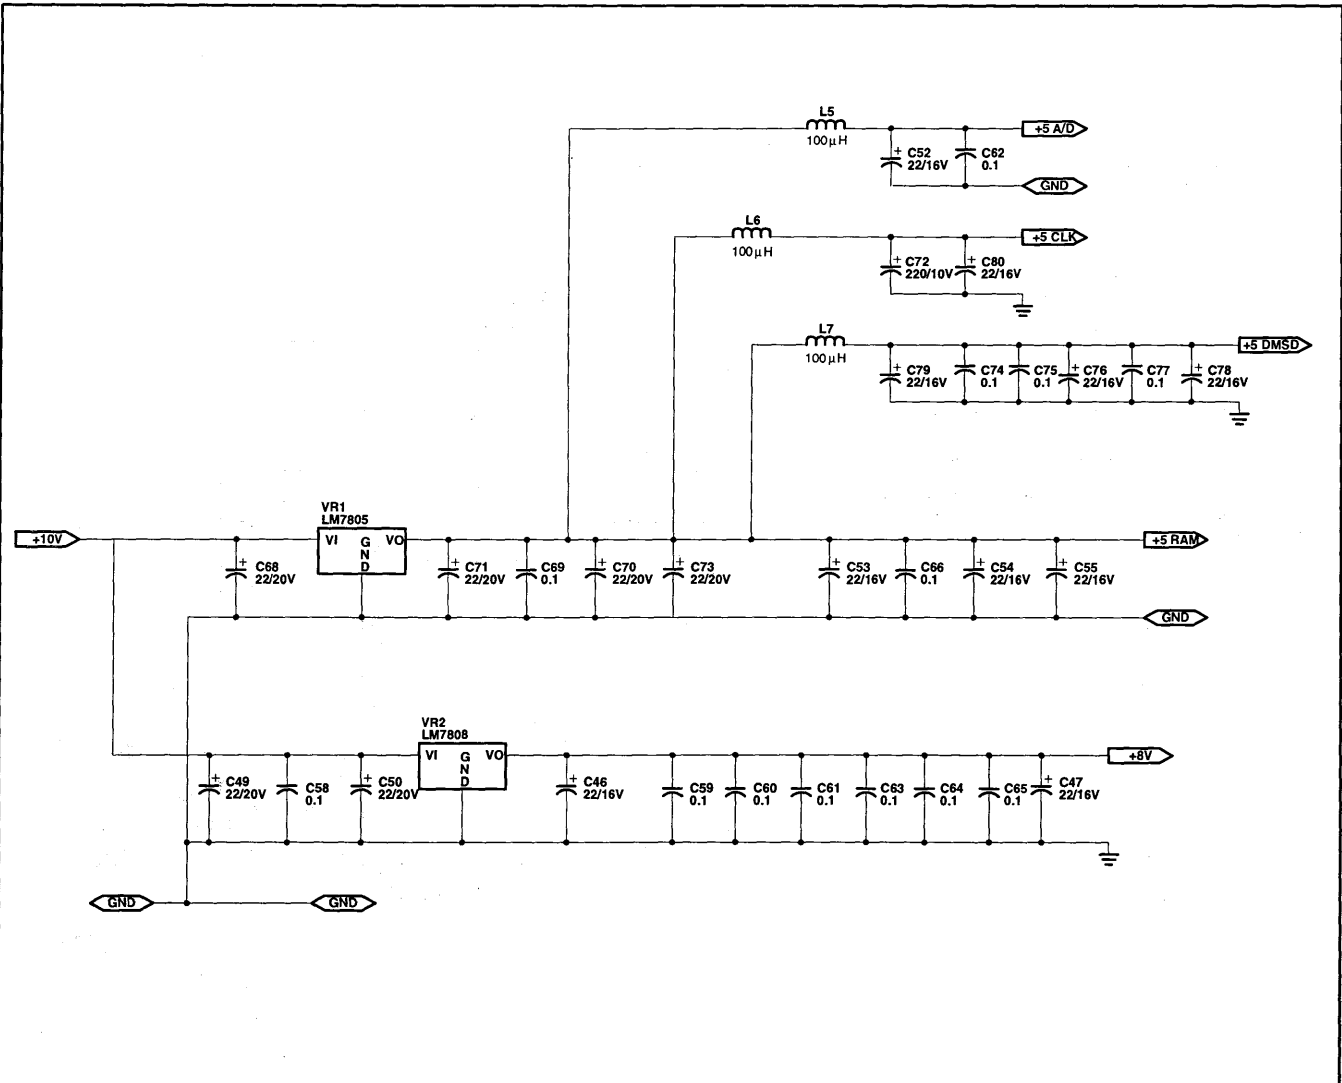 L5
100μH
+5 A/D
C52
22/16V
C62
0.1
GND
L6
100μH
+5 CLK
C72
220/10V
C80
22/16V
L7
100μH
+5 DMSD
C79
22/16V
C74
0.1
C75
0.1
C76
22/16V
C77
0.1
C78
22/16V
VR1
LM7805
+10V
VI
GND
VO
+5 RAM
C68
22/20V
C71
22/20V
C69
0.1
C70
22/20V
C73
22/20V
C53
22/16V
C66
0.1
C54
22/16V
C55
22/16V
GND
VR2
LM7808
VI
GND
VO
+8V
C49
22/20V
C58
0.1
C50
22/20V
C46
22/16V
C59
0.1
C60
0.1
C61
0.1
C63
0.1
C64
0.1
C65
0.1
C47
22/16V
GND
GND